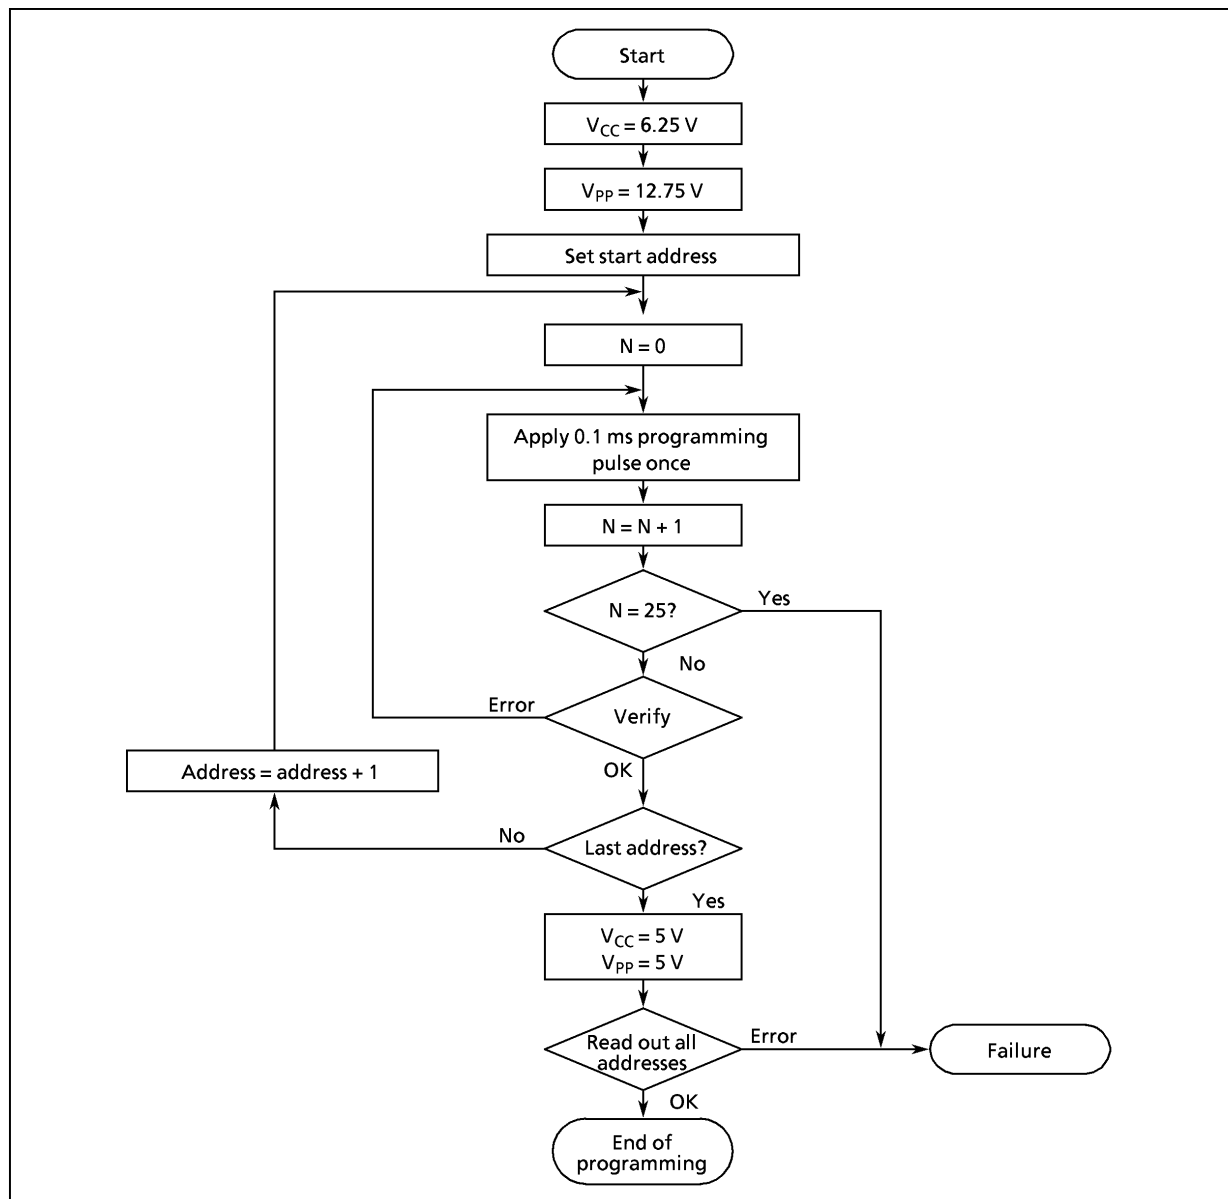 Start
VCC = 6.25 V
VPP = 12.75 V
Set start address
N = 0
Apply 0.1 ms programming
pulse once
N = N + 1
N = 25?
Yes
No
Error
Verify
Address = address + 1
OK
No
Last address?
Yes
VCC = 5 V
VPP = 5 V
Read out all
addresses
Error
Failure
OK
End of
programming